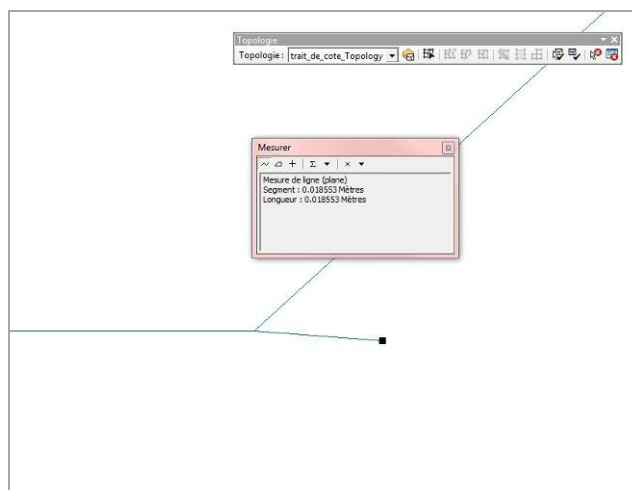 Topologie
Topologie : trait_de_cote_Topology
Mesurer
Mesure de ligne (plane)
Segment : 0.018553 Mètres
Longueur : 0.018553 Mètres